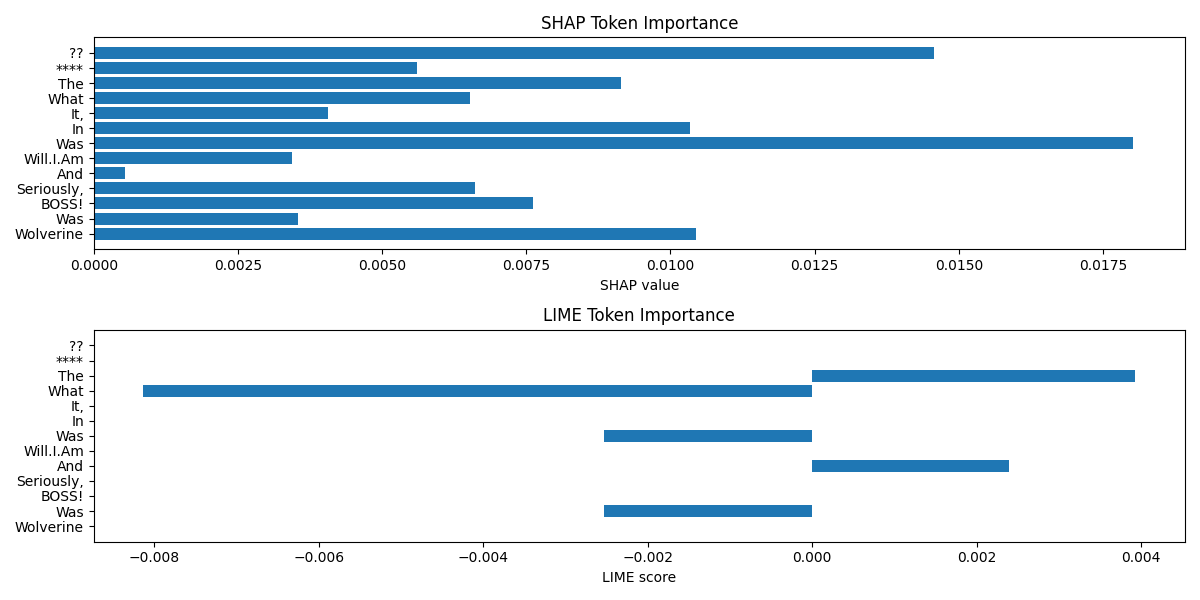 SHAP Token Importance
??
****
The
What
It,
In
Was
Will.I.Am
And
Seriously,
BOSS!
Was
Wolverine
0.0000 0.0025 0.0050 0.0075 0.0100 0.0125 0.0150 0.0175
SHAP value
LIME Token Importance
??
****
The
What
It,
In
Was
Will.I.Am
And
Seriously,
BOSS!
Was
Wolverine
−0.008 −0.006 −0.004 −0.002 0.000 0.002 0.004
LIME score